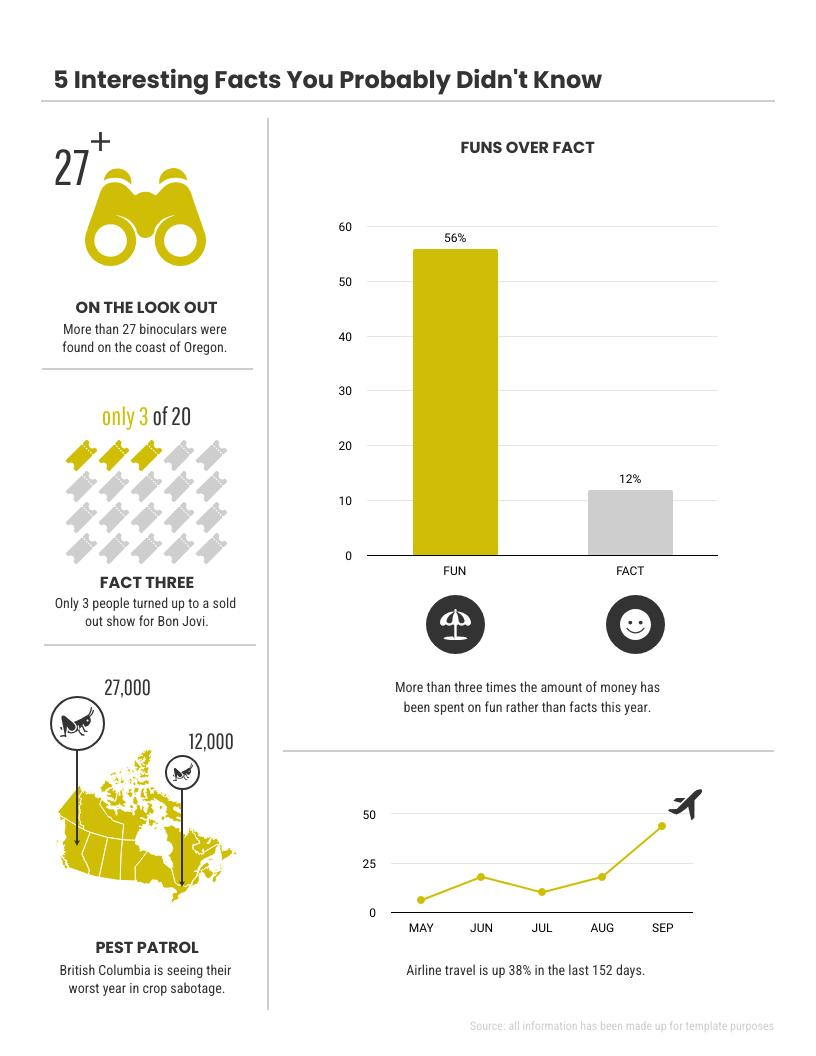 5 Interesting Facts You Probably Didn't Know
27+
ON THE LOOK OUT
More than 27 binoculars were
found on the coast of Oregon.
only 3 of 20
FACT THREE
Only 3 people turned up to a sold
out show for Bon Jovi.
27,000
12,000
PEST PATROL
British Columbia is seeing their
worst year in crop sabotage.
FUNS OVER FACT
60
56%
50
40
30
20
12%
10
0
FUN FACT
More than three times the amount of money has
been spent on fun rather than facts this year.
50
25
0
MAY JUN JUL AUG SEP
Airline travel is up 38% in the last 152 days.
Source: all information has been made up for template purposes